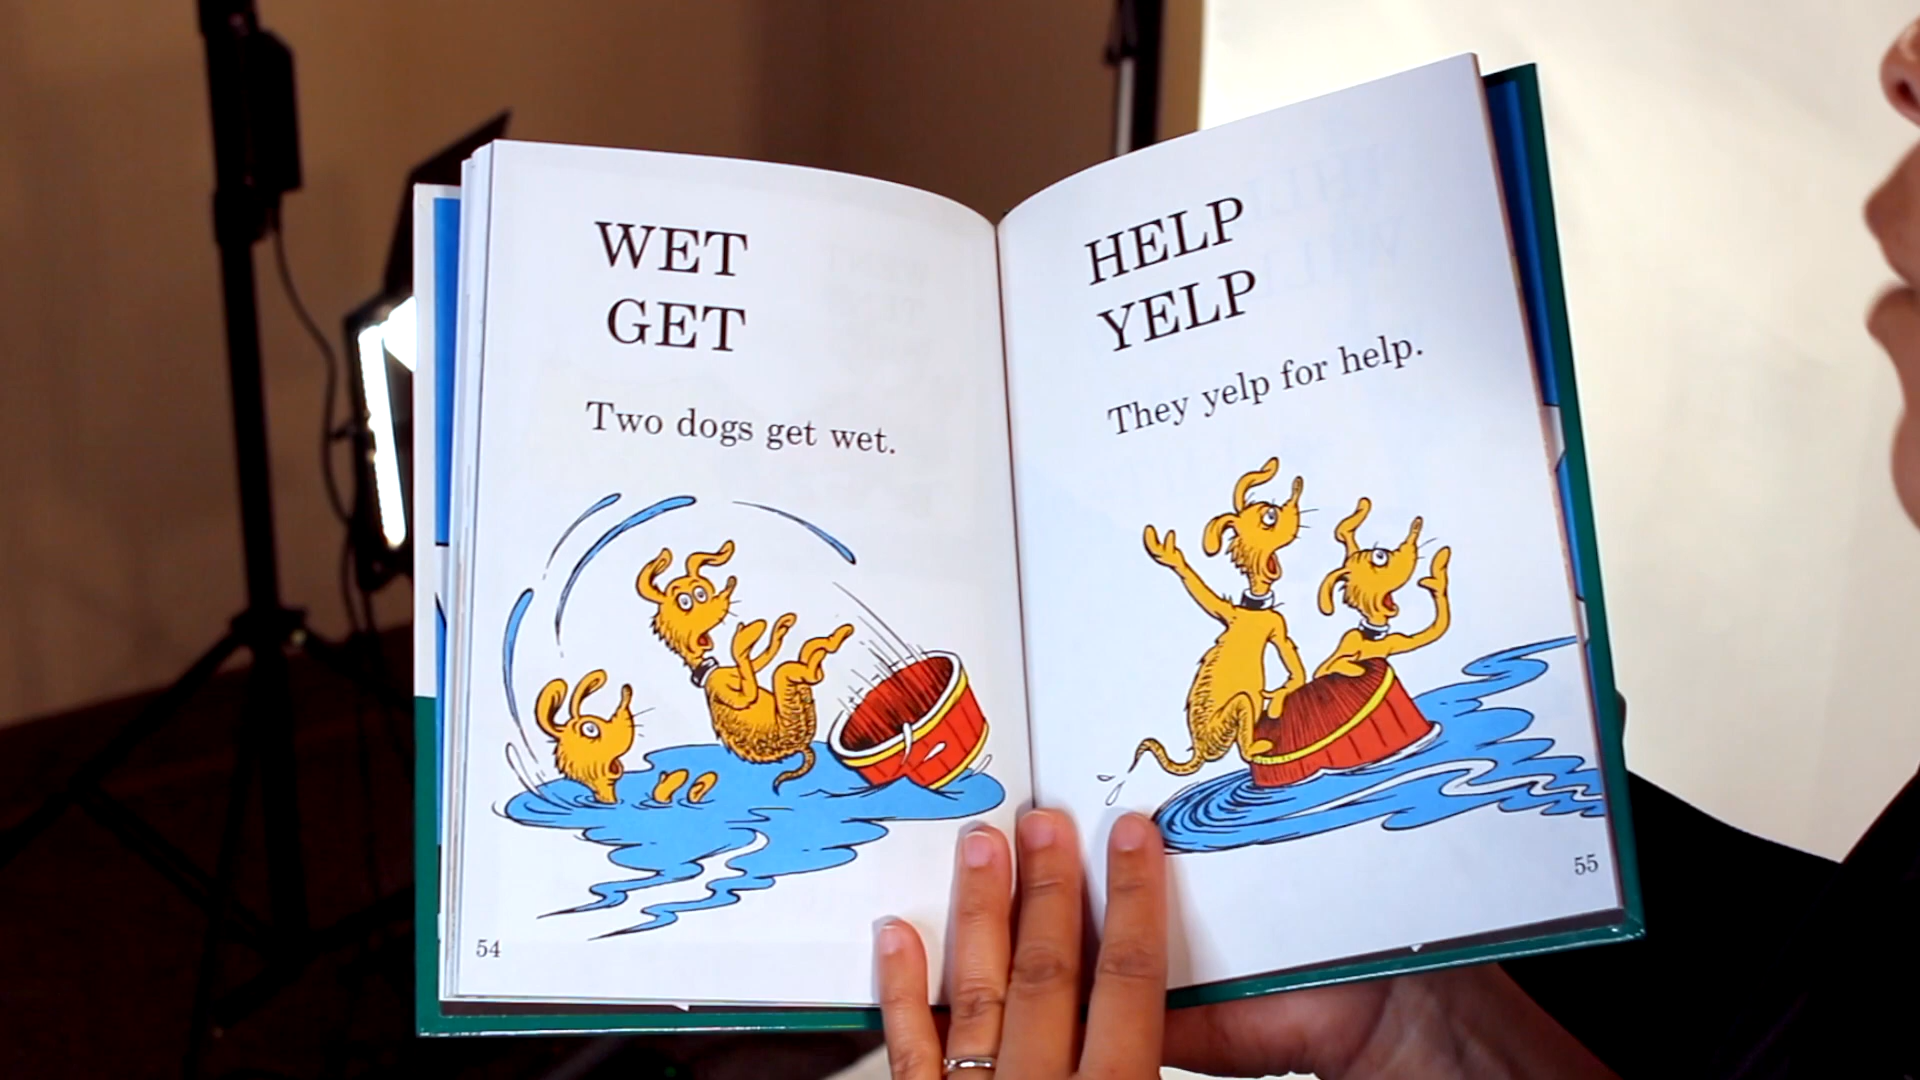 WET
GET
Two dogs get wet.
54
HELP
YELP
They yelp for help.
55